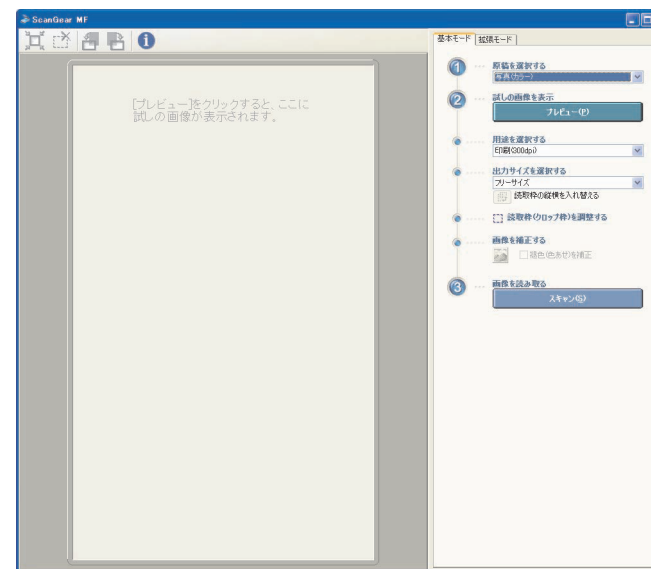 ScanGear MF
基本モード
拡張モード
[プレビュー]をクリックすると、ここに
試しの画像が表示されます。
1
原稿を選択する
写真(カラー)
2
試しの画像を表示
プレビュー(P)
用途を選択する
印刷(300dpi)
出力サイズを選択する
フリーサイズ
読取枠の縦横を入れ替える
読取枠(クロップ枠)を調整する
画像を補正する
褪色(色あせ)を補正
3
画像を読み取る
スキャン(S)